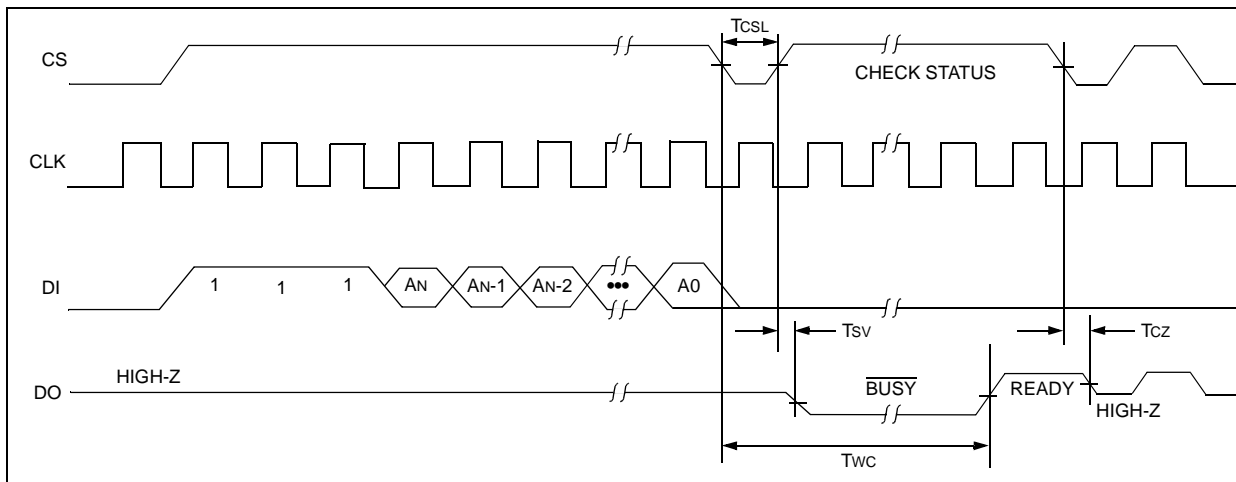 TCSL
CS
CHECK STATUS
CLK
DI
1 1 1 AN AN-1 AN-2 ••• A0
TSV
TCZ
HIGH-Z
DO
BUSY
READY
HIGH-Z
TWC